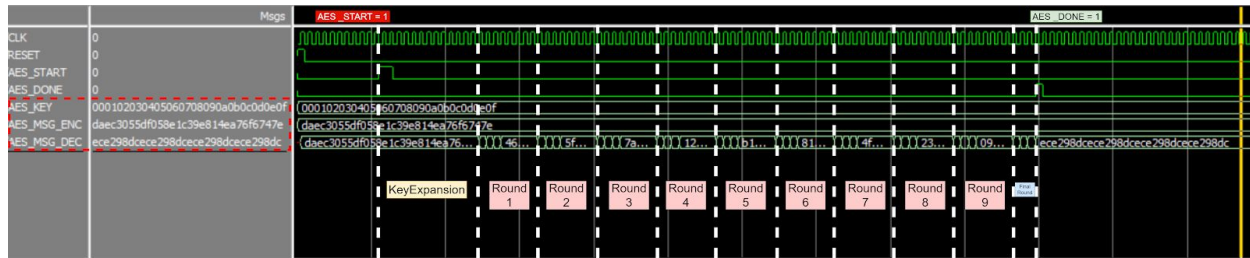 Msgs AES_START = 1 AES_DONE = 1
CLK 0
RESET 0
AES_START 0
AES_DONE 0
AES_KEY 000102030405060708090a0b0c0d0e0f 000102030405060708090a0b0c0d0e0f
AES_MSG_ENC daec3055df058e1c39e814ea76f6747e daec3055df058e1c39e814ea76f6747e
AES_MSG_DEC ece298dcece298dcece298dcece298dc daec3055df058e1c39e814ea76... 46... 5f... 7a... 12... b1... 81... 4f... 23... 09... ece298dcece298dcece298dcece298dc
KeyExpansion Round 1 Round 2 Round 3 Round 4 Round 5 Round 6 Round 7 Round 8 Round 9 Final Round